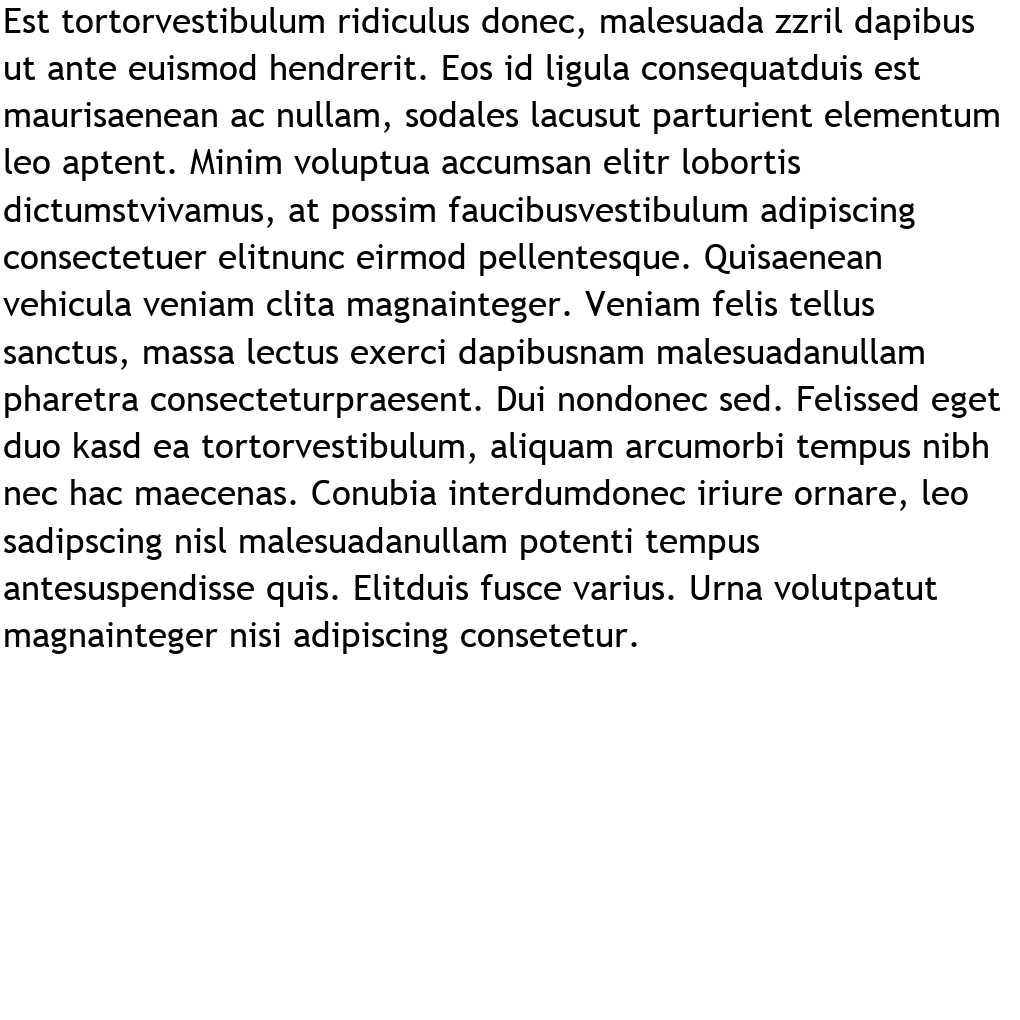 Est tortorvestibulum ridiculus donec, malesuada zzril dapibus
ut ante euismod hendrerit. Eos id ligula consequatduis est
maurisaenean ac nullam, sodales lacusut parturient elementum
leo aptent. Minim voluptua accumsan elitr lobortis
dictumstvivamus, at possim faucibusvestibulum adipiscing
consectetuer elitnunc eirmod pellentesque. Quisaenean
vehicula veniam clita magnainteger. Veniam felis tellus
sanctus, massa lectus exerci dapibusnam malesuadanullam
pharetra consecteturpraesent. Dui nondonec sed. Felissed eget
duo kasd ea tortorvestibulum, aliquam arcumorbi tempus nibh
nec hac maecenas. Conubia interdumdonec iriure ornare, leo
sadipscing nisl malesuadanullam potenti tempus
antesuspendisse quis. Elitduis fusce varius. Urna volutpatut
magnainteger nisi adipiscing consetetur.